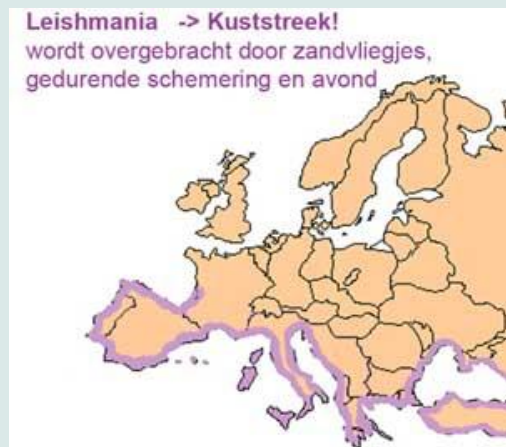 Leishmania -> Kuststreek!
wordt overgebracht door zandvliegjes,
gedurende schemering en avond